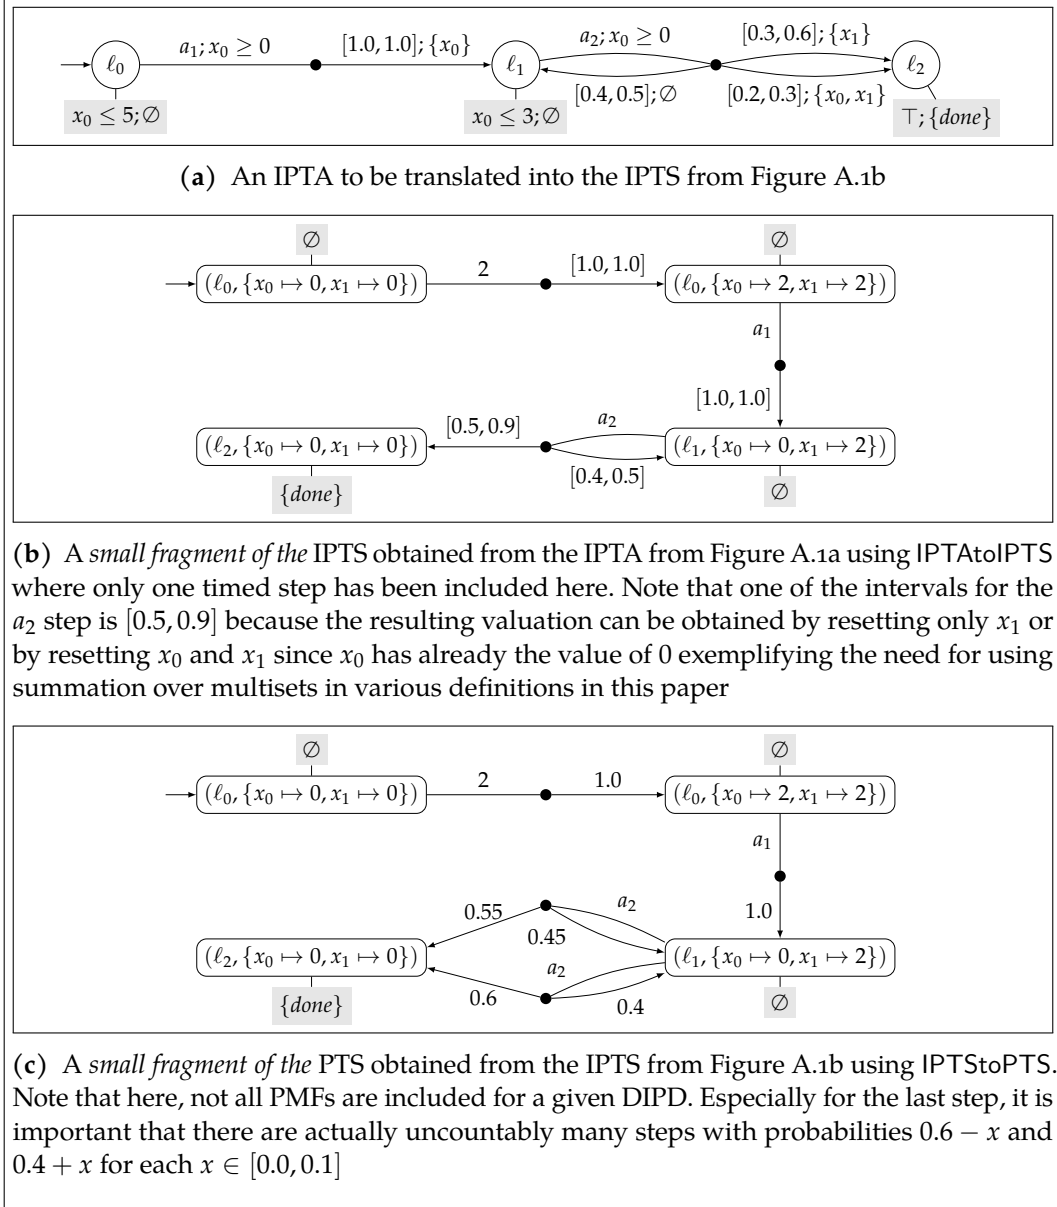 a₁; x₀ ≥ 0 [1.0, 1.0]; {x₀} a₂; x₀ ≥ 0 [0.3, 0.6]; {x₁}
ℓ₀ ℓ₁ ℓ₂
[0.4, 0.5]; ∅ [0.2, 0.3]; {x₀, x₁}
x₀ ≤ 5; ∅ x₀ ≤ 3; ∅ ⊤; {done}
(a) An IPTA to be translated into the IPTS from Figure A.1b
∅ ∅
(ℓ₀, {x₀ ↦ 0, x₁ ↦ 0}) 2 [1.0, 1.0] (ℓ₀, {x₀ ↦ 2, x₁ ↦ 2})
a₁
[1.0, 1.0]
(ℓ₂, {x₀ ↦ 0, x₁ ↦ 0}) [0.5, 0.9] a₂ (ℓ₁, {x₀ ↦ 0, x₁ ↦ 2})
[0.4, 0.5]
{done} ∅
(b) A small fragment of the IPTS obtained from the IPTA from Figure A.1a using IPTAtoIPTS
where only one timed step has been included here. Note that one of the intervals for the
a₂ step is [0.5, 0.9] because the resulting valuation can be obtained by resetting only x₁ or
by resetting x₀ and x₁ since x₀ has already the value of 0 exemplifying the need for using
summation over multisets in various definitions in this paper
∅ ∅
(ℓ₀, {x₀ ↦ 0, x₁ ↦ 0}) 2 1.0 (ℓ₀, {x₀ ↦ 2, x₁ ↦ 2})
a₁
0.55 a₂ 1.0
0.45
(ℓ₂, {x₀ ↦ 0, x₁ ↦ 0}) a₂ (ℓ₁, {x₀ ↦ 0, x₁ ↦ 2})
0.6 0.4
{done} ∅
(c) A small fragment of the PTS obtained from the IPTS from Figure A.1b using IPTStoPTS.
Note that here, not all PMFs are included for a given DIPD. Especially for the last step, it is
important that there are actually uncountably many steps with probabilities 0.6 − x and
0.4 + x for each x ∈ [0.0, 0.1]